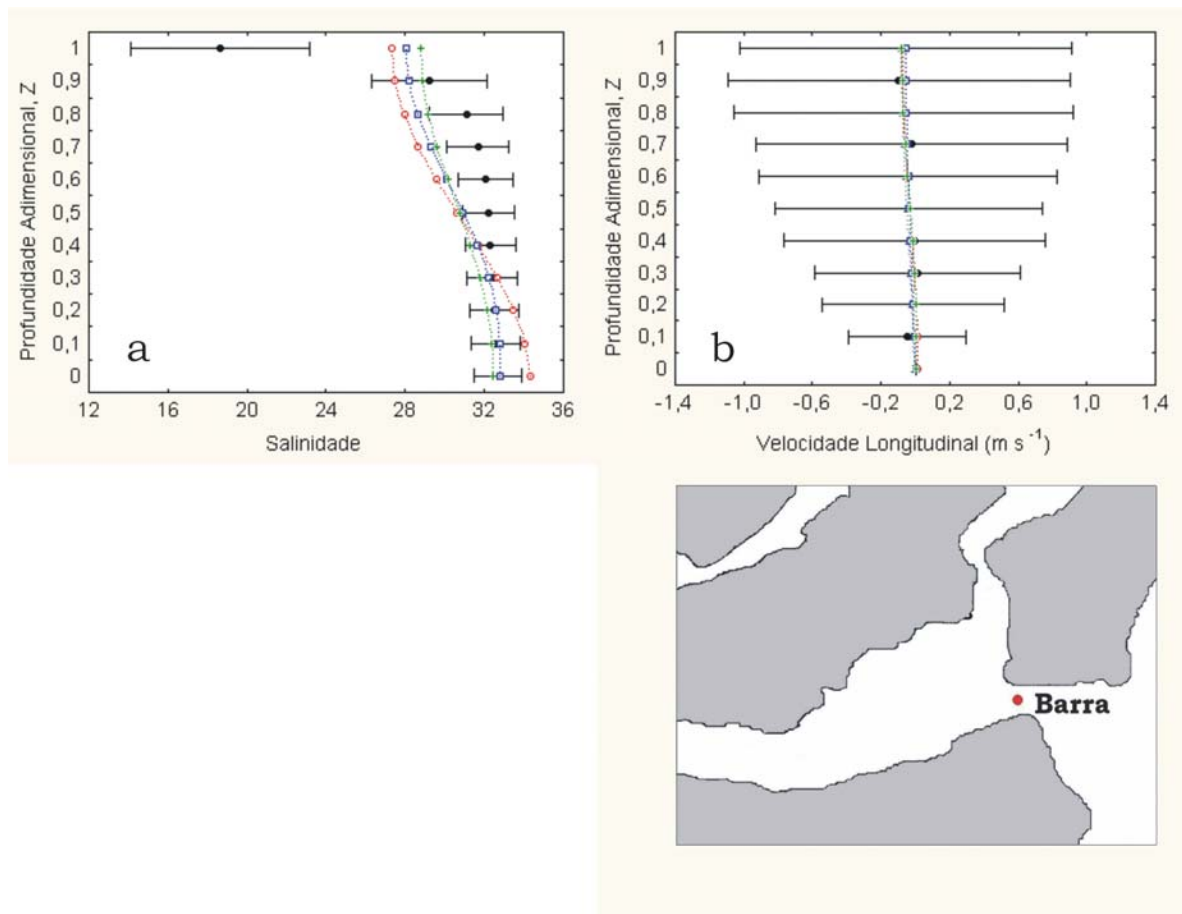 Profundidade Adimensional, Z
1
0,9
0,8
0,7
0,6
0,5
0,4
0,3
0,2
0,1
0
a
12 16 20 24 28 32 36
Salinidade
Profundidade Adimensional, Z
1
0,9
0,8
0,7
0,6
0,5
0,4
0,3
0,2
0,1
0
b
-1,4 -1,0 -0,6 -0,2 0,2 0,6 1,0 1,4
Velocidade Longitudinal (m s⁻¹)
Barra